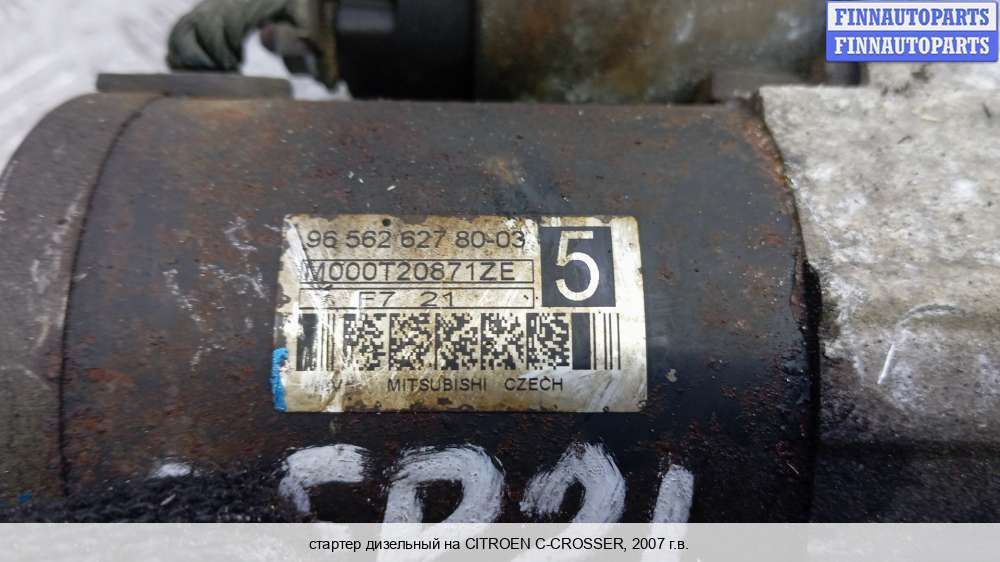 FINNAUTOPARTS
FINNAUTOPARTS
96 562 627 80-03
5
M000T20871ZE
F7 21
MITSUBISHI CZECH
стартер дизельный на CITROEN C-CROSSER, 2007 г.в.